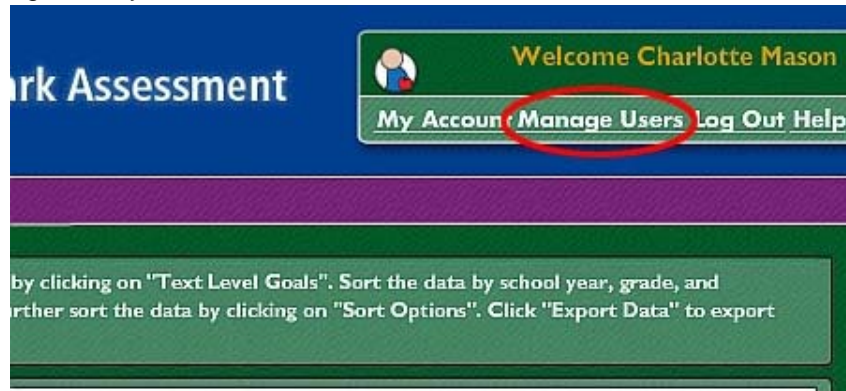 Welcome Charlotte Mason
rk Assessment
My Accoun Manage Users Log Out Help
by clicking on "Text Level Goals". Sort the data by school year, grade, and
rther sort the data by clicking on "Sort Options". Click "Export Data" to export